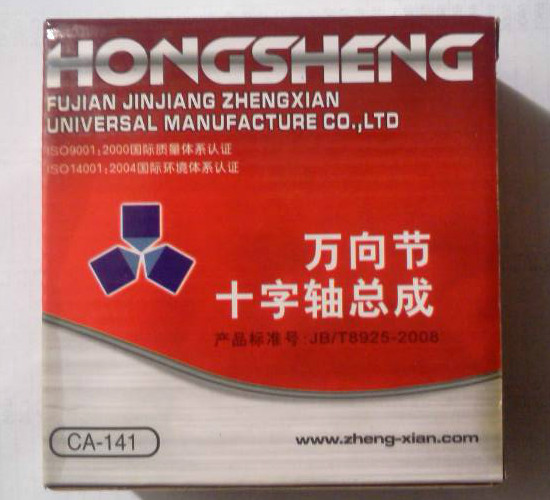 HONGSHENG
FUJIAN JINJIANG ZHENGXIAN
UNIVERSAL MANUFACTURE CO.,LTD
ISO9001:2000国际质量体系认证
ISO14001:2004国际环境体系认证
万向节
十字轴总成
产品标准号:JB/T8925-2008
CA-141
www.zheng-xian.com